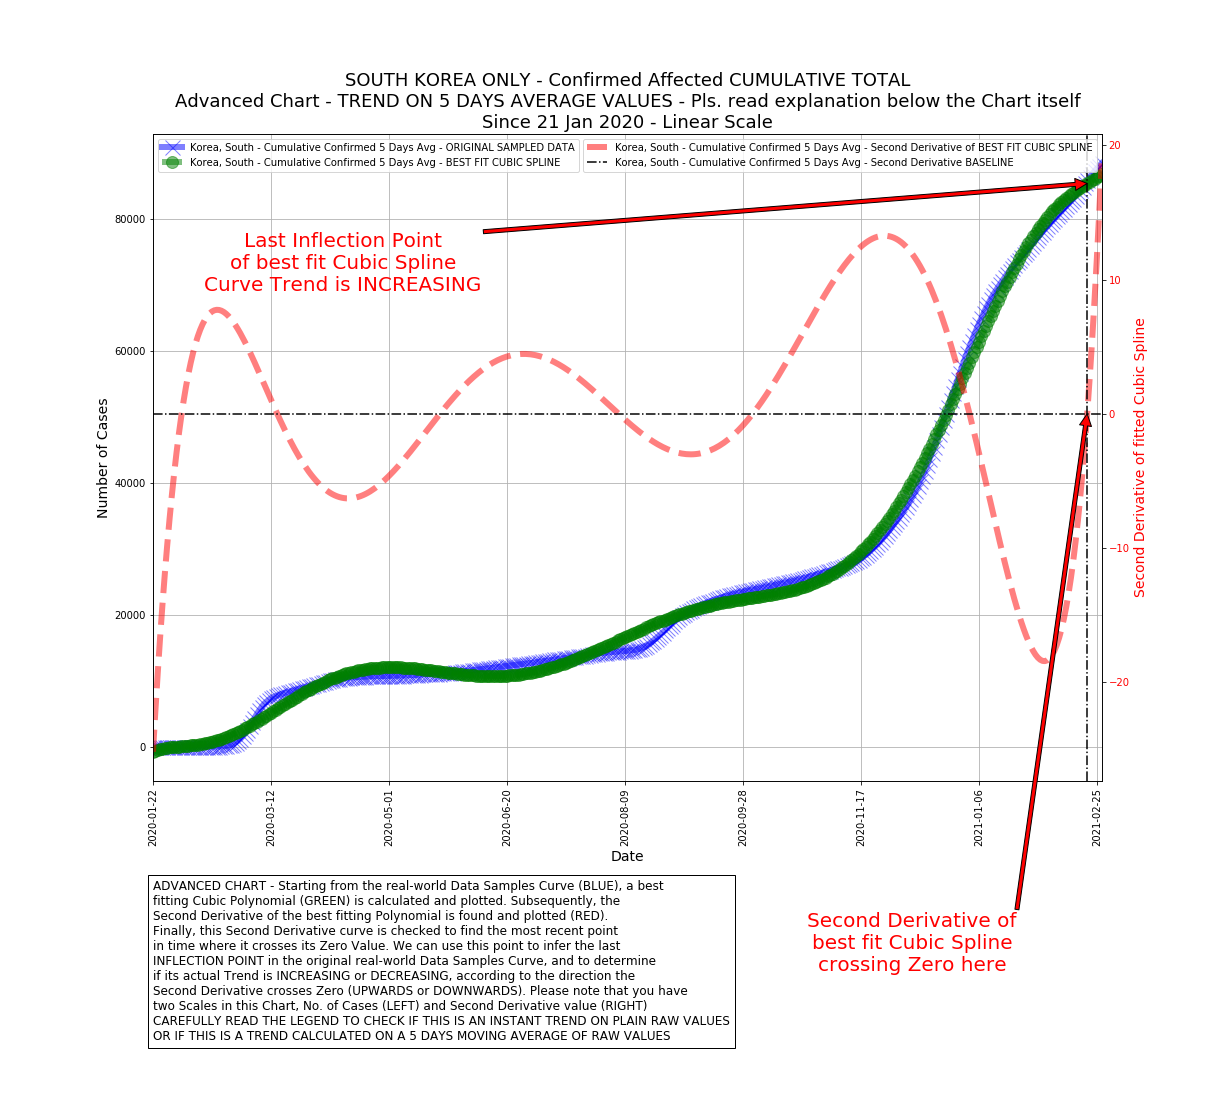 SOUTH KOREA ONLY - Confirmed Affected CUMULATIVE TOTAL
Advanced Chart - TREND ON 5 DAYS AVERAGE VALUES - Pls. read explanation below the Chart itself
Since 21 Jan 2020 - Linear Scale
Korea, South - Cumulative Confirmed 5 Days Avg - ORIGINAL SAMPLED DATA
Korea, South - Cumulative Confirmed 5 Days Avg - BEST FIT CUBIC SPLINE
Korea, South - Cumulative Confirmed 5 Days Avg - Second Derivative of BEST FIT CUBIC SPLINE
Korea, South - Cumulative Confirmed 5 Days Avg - Second Derivative BASELINE
Last Inflection Point
of best fit Cubic Spline
Curve Trend is INCREASING
Number of Cases
80000
60000
40000
20000
0
20
10
0
−10
−20
Second Derivative of fitted Cubic Spline
2020-01-22
2020-03-12
2020-05-01
2020-06-20
2020-08-09
2020-09-28
2020-11-17
2021-01-06
2021-02-25
Date
ADVANCED CHART - Starting from the real-world Data Samples Curve (BLUE), a best
fitting Cubic Polynomial (GREEN) is calculated and plotted. Subsequently, the
Second Derivative of the best fitting Polynomial is found and plotted (RED).
Finally, this Second Derivative curve is checked to find the most recent point
in time where it crosses its Zero Value. We can use this point to infer the last
INFLECTION POINT in the original real-world Data Samples Curve, and to determine
if its actual Trend is INCREASING or DECREASING, according to the direction the
Second Derivative crosses Zero (UPWARDS or DOWNWARDS). Please note that you have
two Scales in this Chart, No. of Cases (LEFT) and Second Derivative value (RIGHT)
CAREFULLY READ THE LEGEND TO CHECK IF THIS IS AN INSTANT TREND ON PLAIN RAW VALUES
OR IF THIS IS A TREND CALCULATED ON A 5 DAYS MOVING AVERAGE OF RAW VALUES
Second Derivative of
best fit Cubic Spline
crossing Zero here